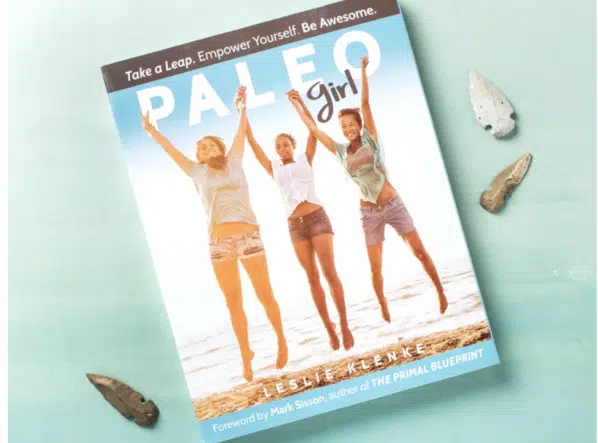 Take a Leap. Empower Yourself. Be Awesome.
PALEO
girl
LESLIE KLENKE
Foreword by Mark Sisson, author of THE PRIMAL BLUEPRINT